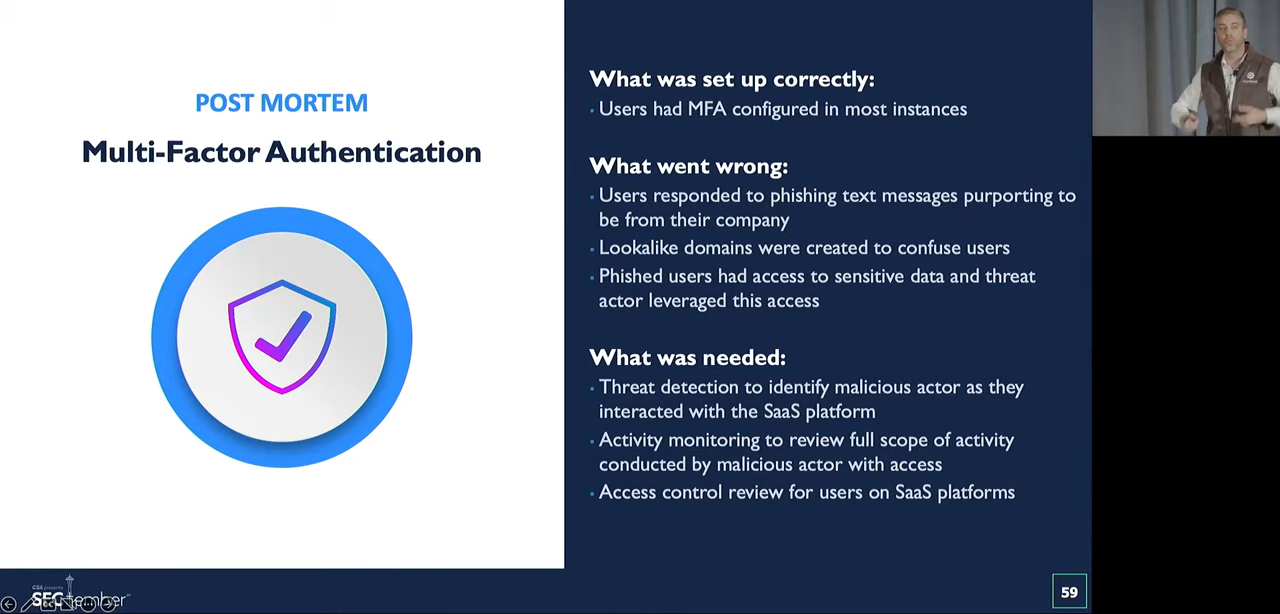 POST MORTEM
Multi-Factor Authentication
What was set up correctly:
Users had MFA configured in most instances
What went wrong:
Users responded to phishing text messages purporting to
be from their company
Lookalike domains were created to confuse users
Phished users had access to sensitive data and threat
actor leveraged this access
What was needed:
Threat detection to identify malicious actor as they
interacted with the SaaS platform
Activity monitoring to review full scope of activity
conducted by malicious actor with access
Access control review for users on SaaS platforms
CSA presents
SECtember
59